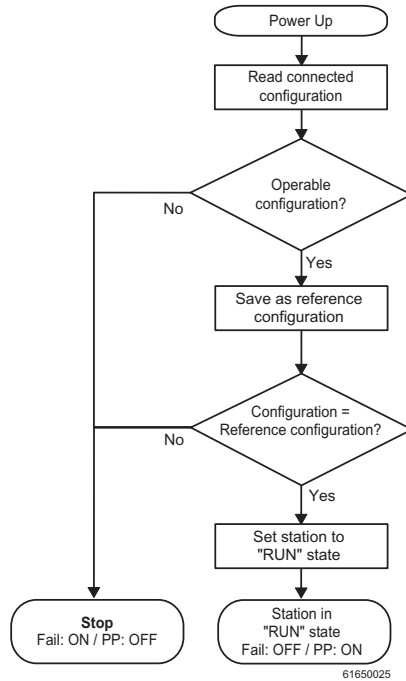 Power Up
Read connected
configuration
Operable
configuration?
No
Yes
Save as reference
configuration
Configuration =
Reference configuration?
No
Yes
Set station to
"RUN" state
Stop
Fail: ON / PP: OFF
Station in
"RUN" state
Fail: OFF / PP: ON
61650025